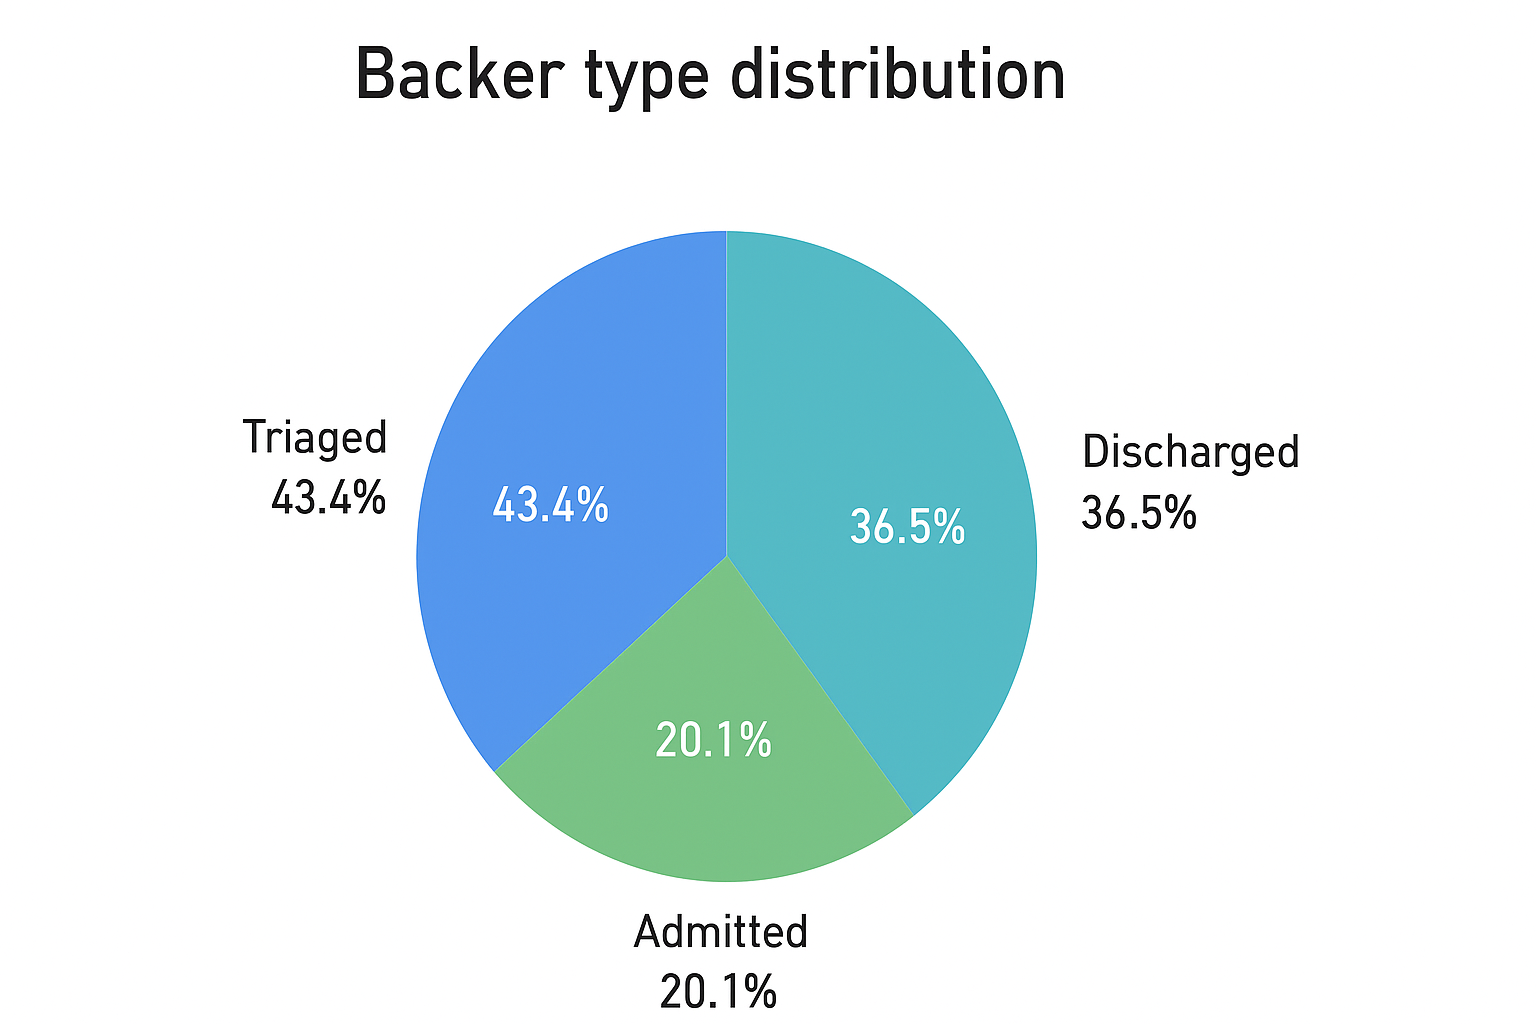 Backer type distribution
Triaged
43.4%
43.4%
36.5%
Discharged
36.5%
20.1%
Admitted
20.1%